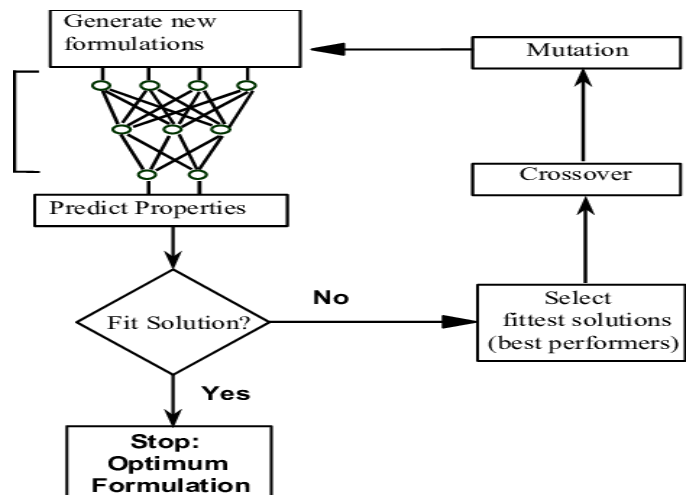 Generate new
formulations
Mutation
Crossover
Predict Properties
Fit Solution?
No
Select
fittest solutions
(best performers)
Yes
Stop:
Optimum
Formulation